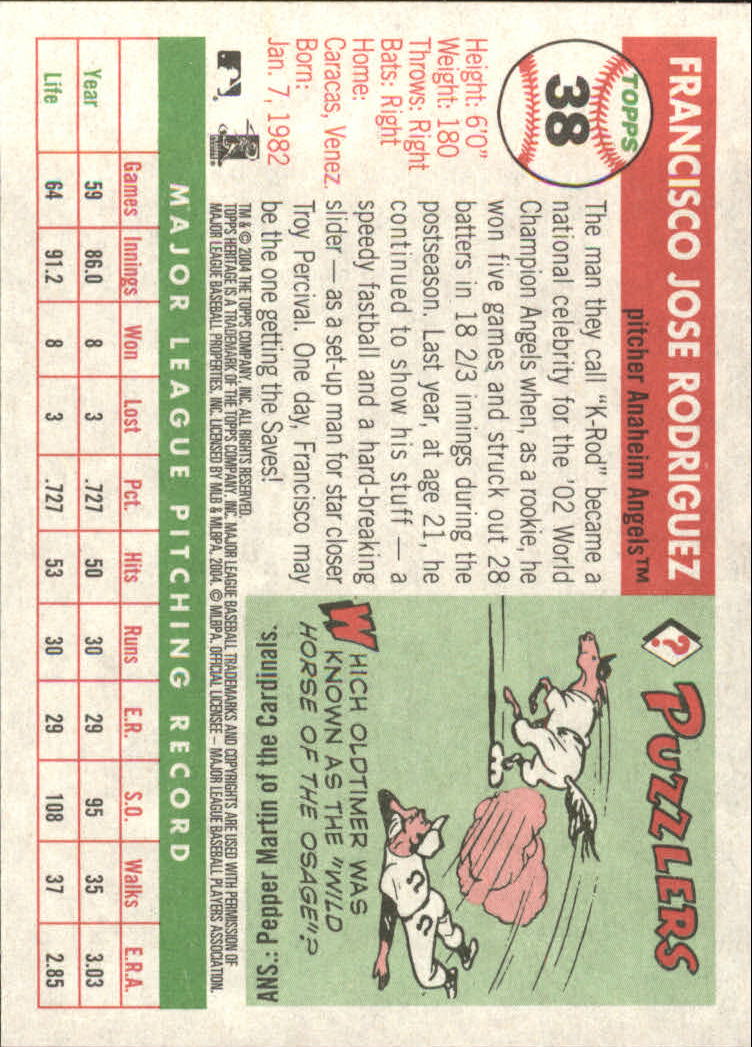 FRANCISCO JOSE RODRIGUEZ
pitcher Anaheim Angels™
TOPPS
38
Height: 6'0"
Weight: 180
Throws: Right
Bats: Right
Home:
Caracas, Venez.
Born:
Jan. 7, 1982
The man they call "K-Rod" became a
national celebrity for the '02 World
Champion Angels when, as a rookie, he
won five games and struck out 28
batters in 18 2/3 innings during the
postseason. Last year, at age 21, he
continued to show his stuff — a
speedy fastball and a hard-breaking
slider — as a set-up man for star closer
Troy Percival. One day, Francisco may
be the one getting the Saves!
?
PUZZLERS
WHICH OLDTIMER WAS
KNOWN AS THE "WILD
HORSE OF THE OSAGE"?
ANS.: Pepper Martin of the Cardinals.
TM & © 2004 THE TOPPS COMPANY, INC. ALL RIGHTS RESERVED.
TOPPS HERITAGE IS A TRADEMARK OF THE TOPPS COMPANY, INC. MAJOR LEAGUE BASEBALL TRADEMARKS AND COPYRIGHTS ARE USED WITH PERMISSION OF
MAJOR LEAGUE BASEBALL PROPERTIES, INC. LICENSED BY MLB & MLBPA, 2004. © MLBPA. OFFICIAL LICENSEE – MAJOR LEAGUE BASEBALL PLAYERS ASSOCIATION.
MAJOR LEAGUE PITCHING RECORD
Games Innings Won Lost Pct. Hits Runs E.R. S.O. Walks E.R.A.
Year 59 86.0 8 3 .727 50 30 29 95 35 3.03
Life 64 91.2 8 3 .727 53 30 29 108 37 2.85